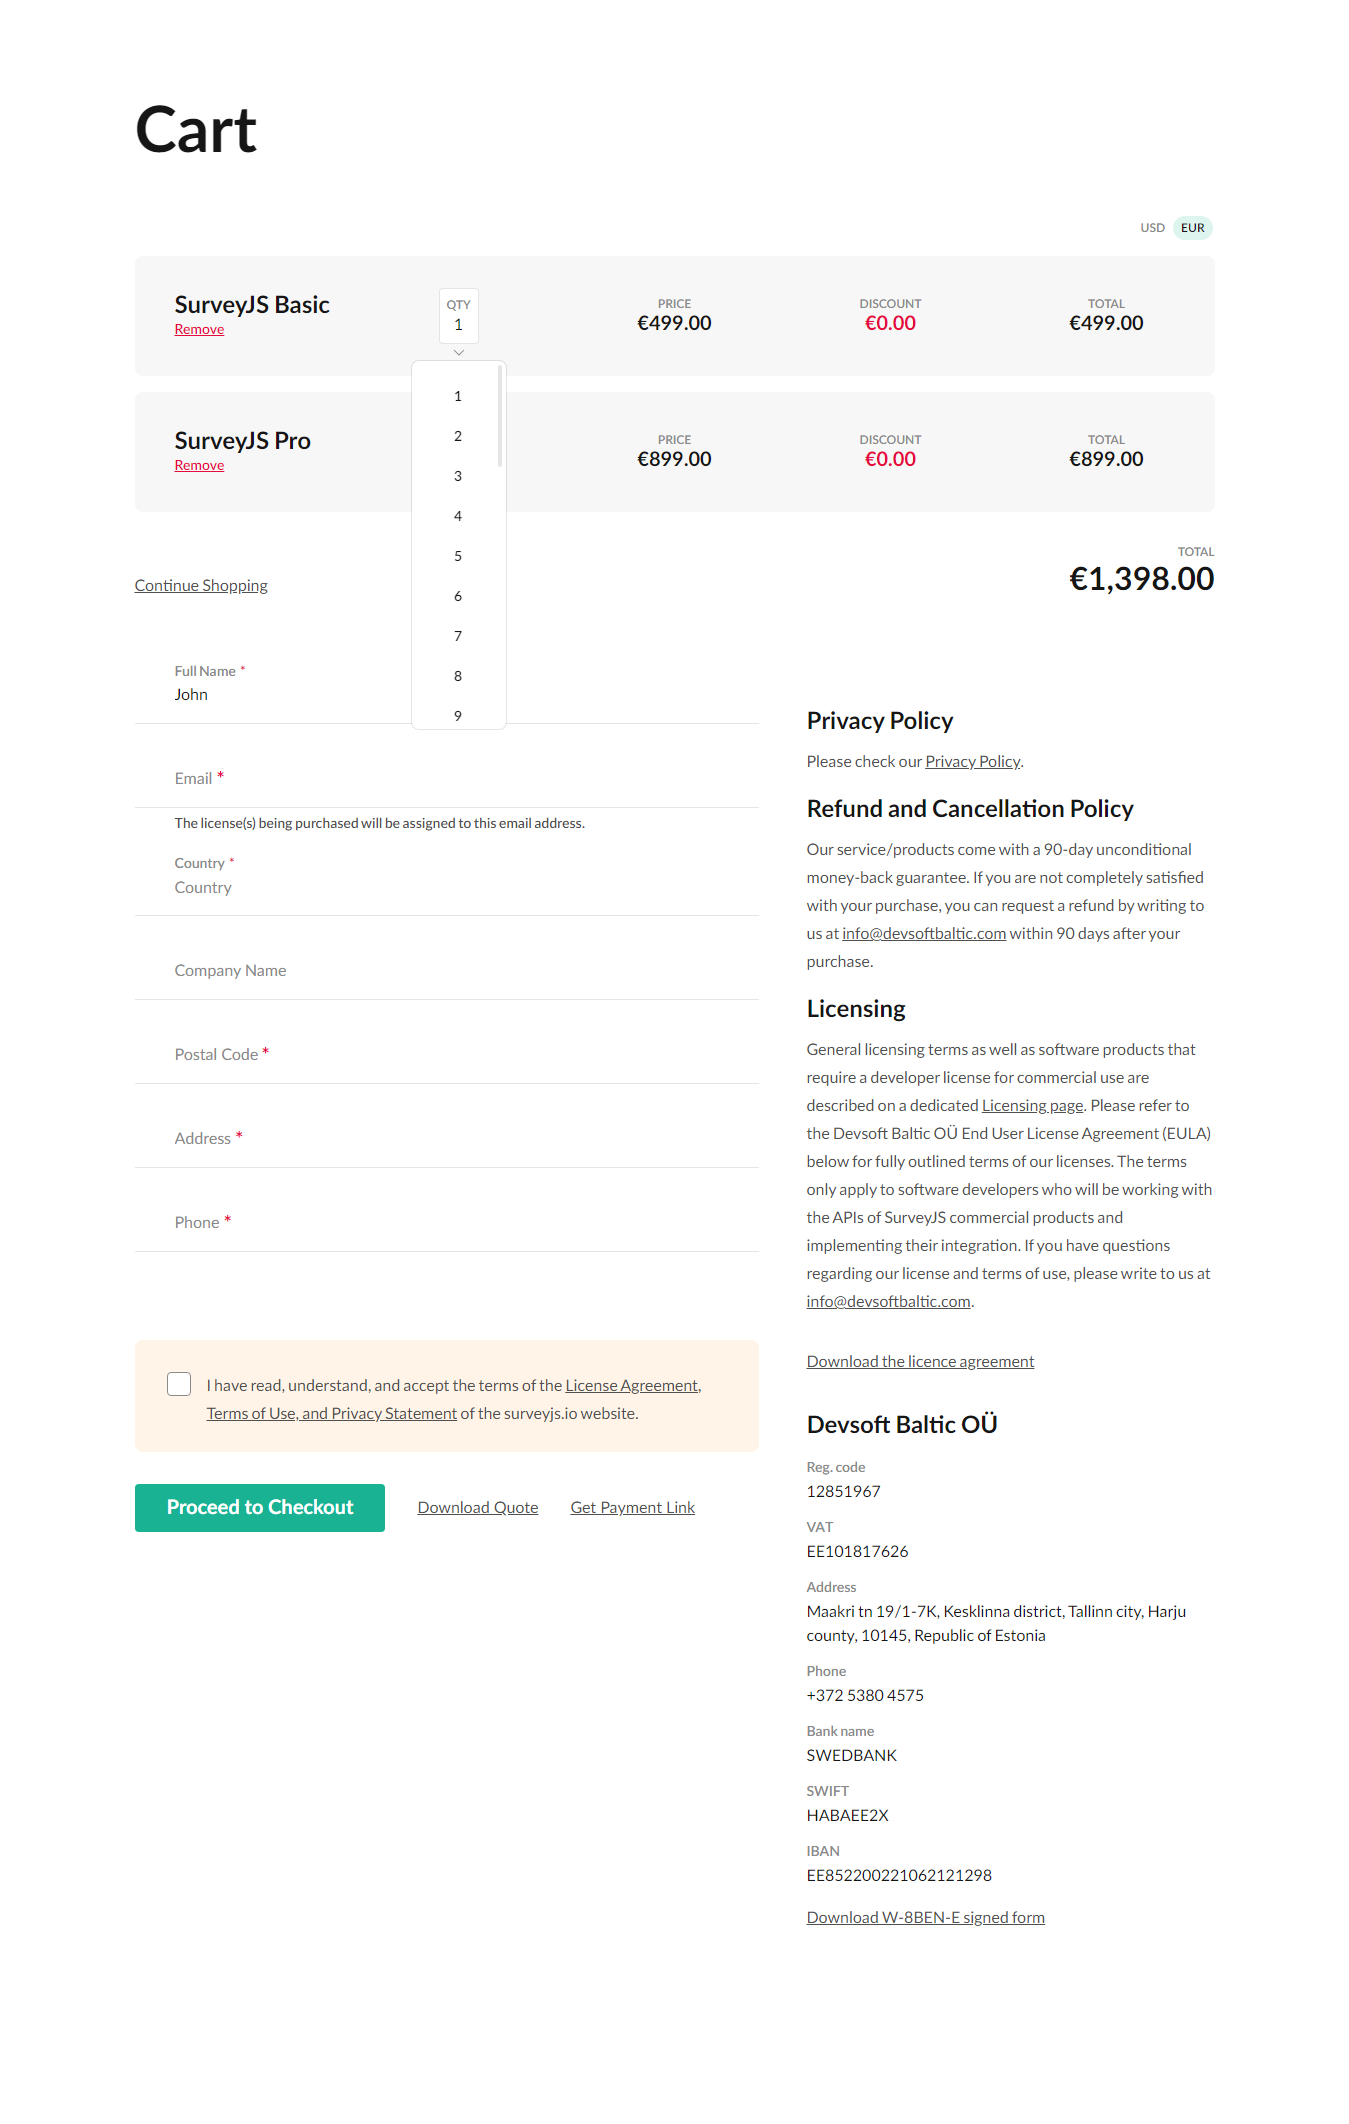 Cart
USD EUR
SurveyJS Basic
Remove
QTY
1
PRICE
€499.00
DISCOUNT
€0.00
TOTAL
€499.00
1
2
3
4
5
6
7
8
9
SurveyJS Pro
Remove
PRICE
€899.00
DISCOUNT
€0.00
TOTAL
€899.00
Continue Shopping
TOTAL
€1,398.00
Full Name *
John
Email *
The license(s) being purchased will be assigned to this email address.
Country *
Country
Company Name
Postal Code *
Address *
Phone *
I have read, understand, and accept the terms of the License Agreement,
Terms of Use, and Privacy Statement of the surveyjs.io website.
Proceed to Checkout
Download Quote
Get Payment Link
Privacy Policy
Please check our Privacy Policy.
Refund and Cancellation Policy
Our service/products come with a 90-day unconditional
money-back guarantee. If you are not completely satisfied
with your purchase, you can request a refund by writing to
us at info@devsoftbaltic.com within 90 days after your
purchase.
Licensing
General licensing terms as well as software products that
require a developer license for commercial use are
described on a dedicated Licensing page. Please refer to
the Devsoft Baltic OÜ End User License Agreement (EULA)
below for fully outlined terms of our licenses. The terms
only apply to software developers who will be working with
the APIs of SurveyJS commercial products and
implementing their integration. If you have questions
regarding our license and terms of use, please write to us at
info@devsoftbaltic.com.
Download the licence agreement
Devsoft Baltic OÜ
Reg. code
12851967
VAT
EE101817626
Address
Maakri tn 19/1-7K, Kesklinna district, Tallinn city, Harju
county, 10145, Republic of Estonia
Phone
+372 5380 4575
Bank name
SWEDBANK
SWIFT
HABAEE2X
IBAN
EE852200221062121298
Download W-8BEN-E signed form